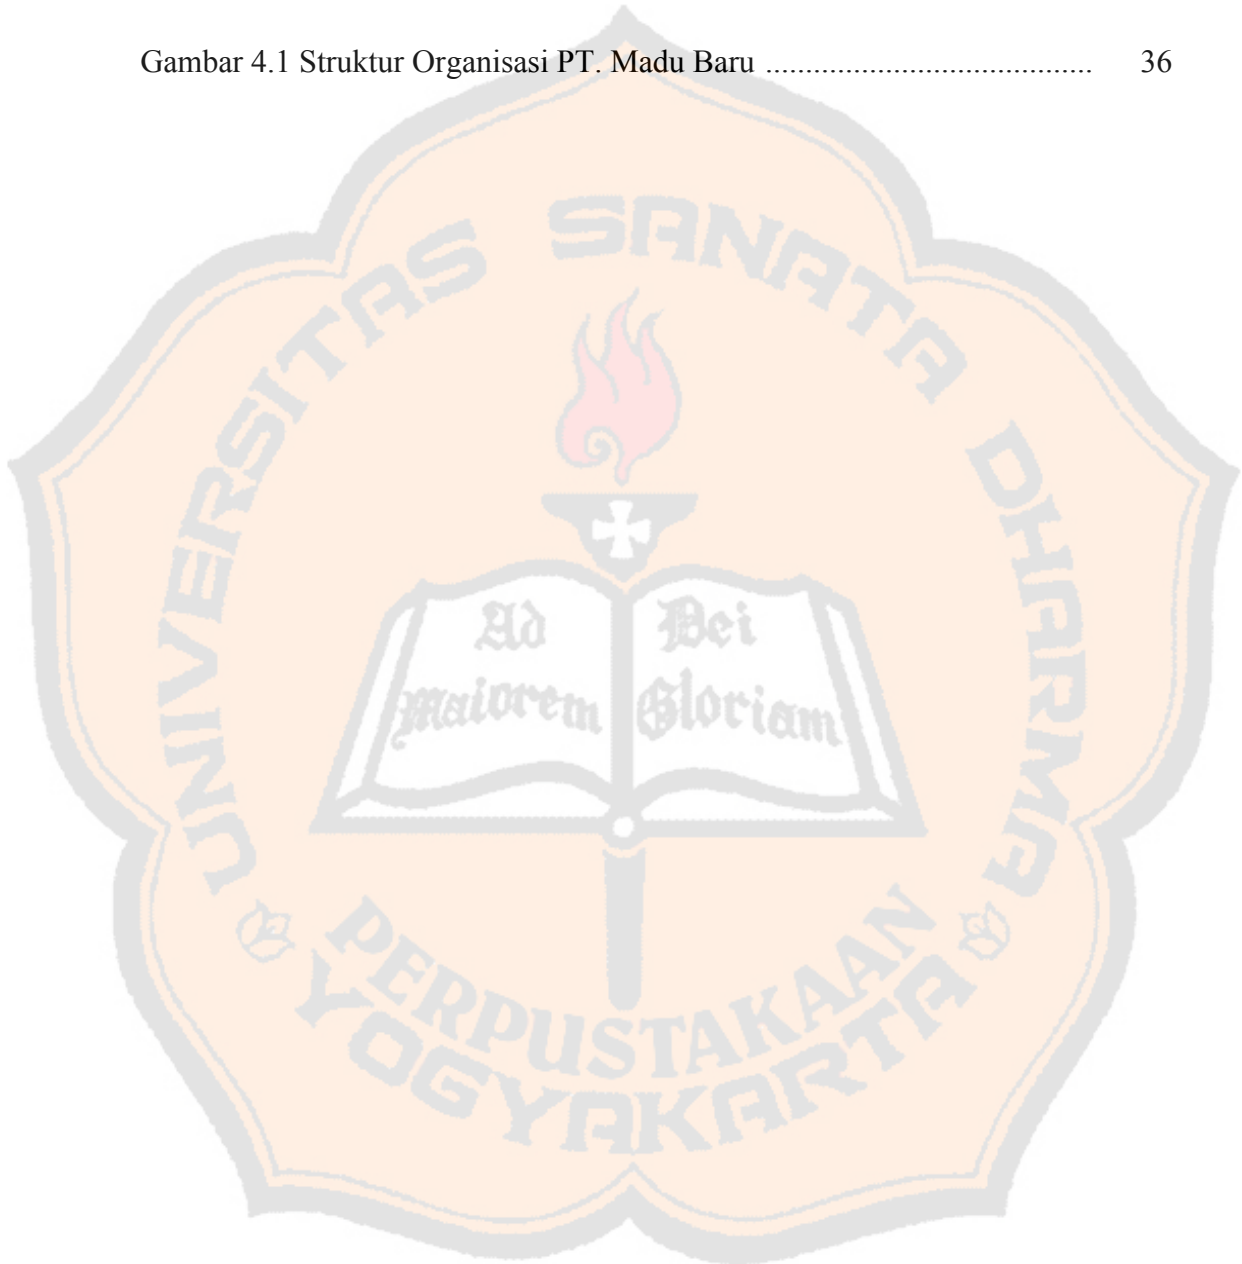 Gambar 4.1 Struktur Organisasi PT. Madu Baru ......................................... 36
UNIVERSITAS SANATA DHARMA
Ad Dei
Maiorem Gloriam
PERPUSTAKAAN
YOGYAKARTA